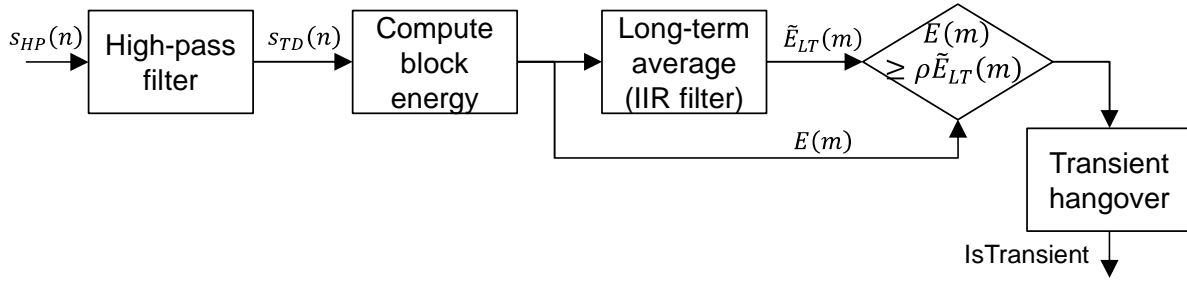 s_HP(n)
High-pass
filter
s_TD(n)
Compute
block
energy
Long-term
average
(IIR filter)
Ẽ_LT(m)
E(m)
≥ ρẼ_LT(m)
E(m)
Transient
hangover
IsTransient